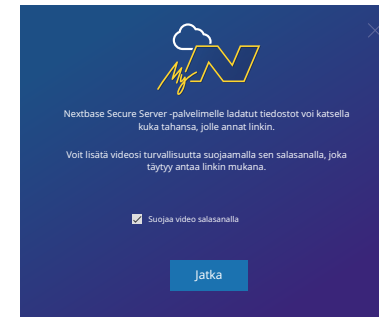 My N
Nextbase Secure Server -palvelimelle ladatut tiedostot voi katsella
kuka tahansa, jolle annat linkin.
Voit lisätä videosi turvallisuutta suojaamalla sen salasanalla, joka
täytyy antaa linkin mukana.
Suojaa video salasanalla
Jatka